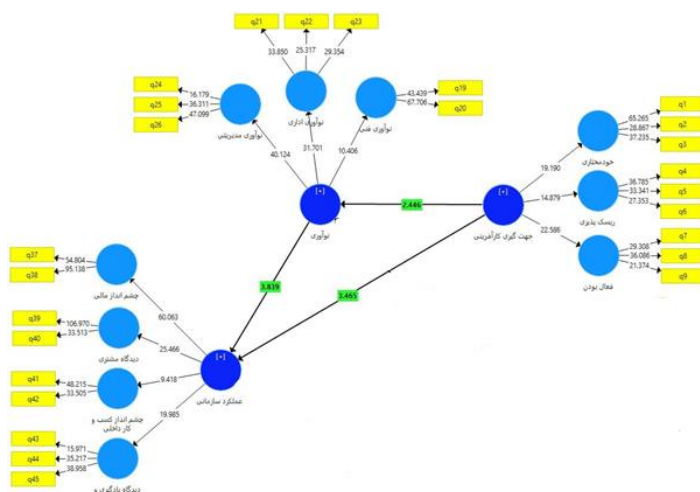 q21
q22
q23
33.850
25.317
29.354
q24
q25
q26
16.179
36.311
47.099
نوآوری مدیریتی
نوآوری اداری
نوآوری فنی
43.439
67.706
q19
q20
40.124
31.701
10.406
[+]
نوآوری
2.446
[+]
جهت گیری کارآفرینی
19.190
14.879
22.586
خودمختاری
65.265
28.867
37.235
q1
q2
q3
ریسک پذیری
36.785
33.341
27.353
q4
q5
q6
فعال بودن
29.308
36.086
21.374
q7
q8
q9
3.839
3.465
q37
q38
54.804
95.138
چشم انداز مالی
60.063
q39
q40
106.970
33.513
دیدگاه مشتری
25.466
[+]
عملکرد سازمانی
q41
q42
48.215
33.505
9.418
چشم انداز کسب و
کار داخلی
19.985
q43
q44
q45
15.971
35.217
38.958
دیدگاه یادگیری و